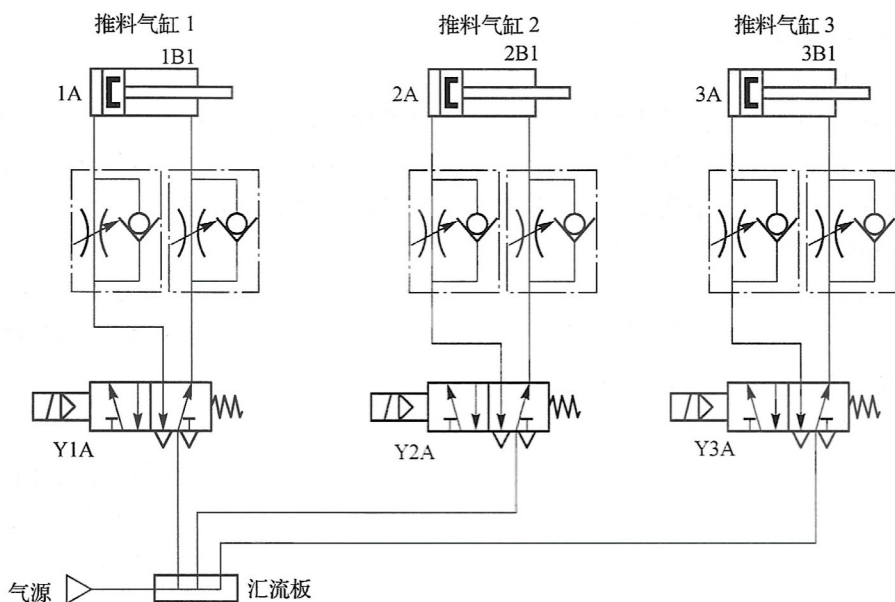 推料气缸 1
推料气缸 2
推料气缸 3
1B1
2B1
3B1
1A
2A
3A
Y1A
Y2A
Y3A
气源
汇流板